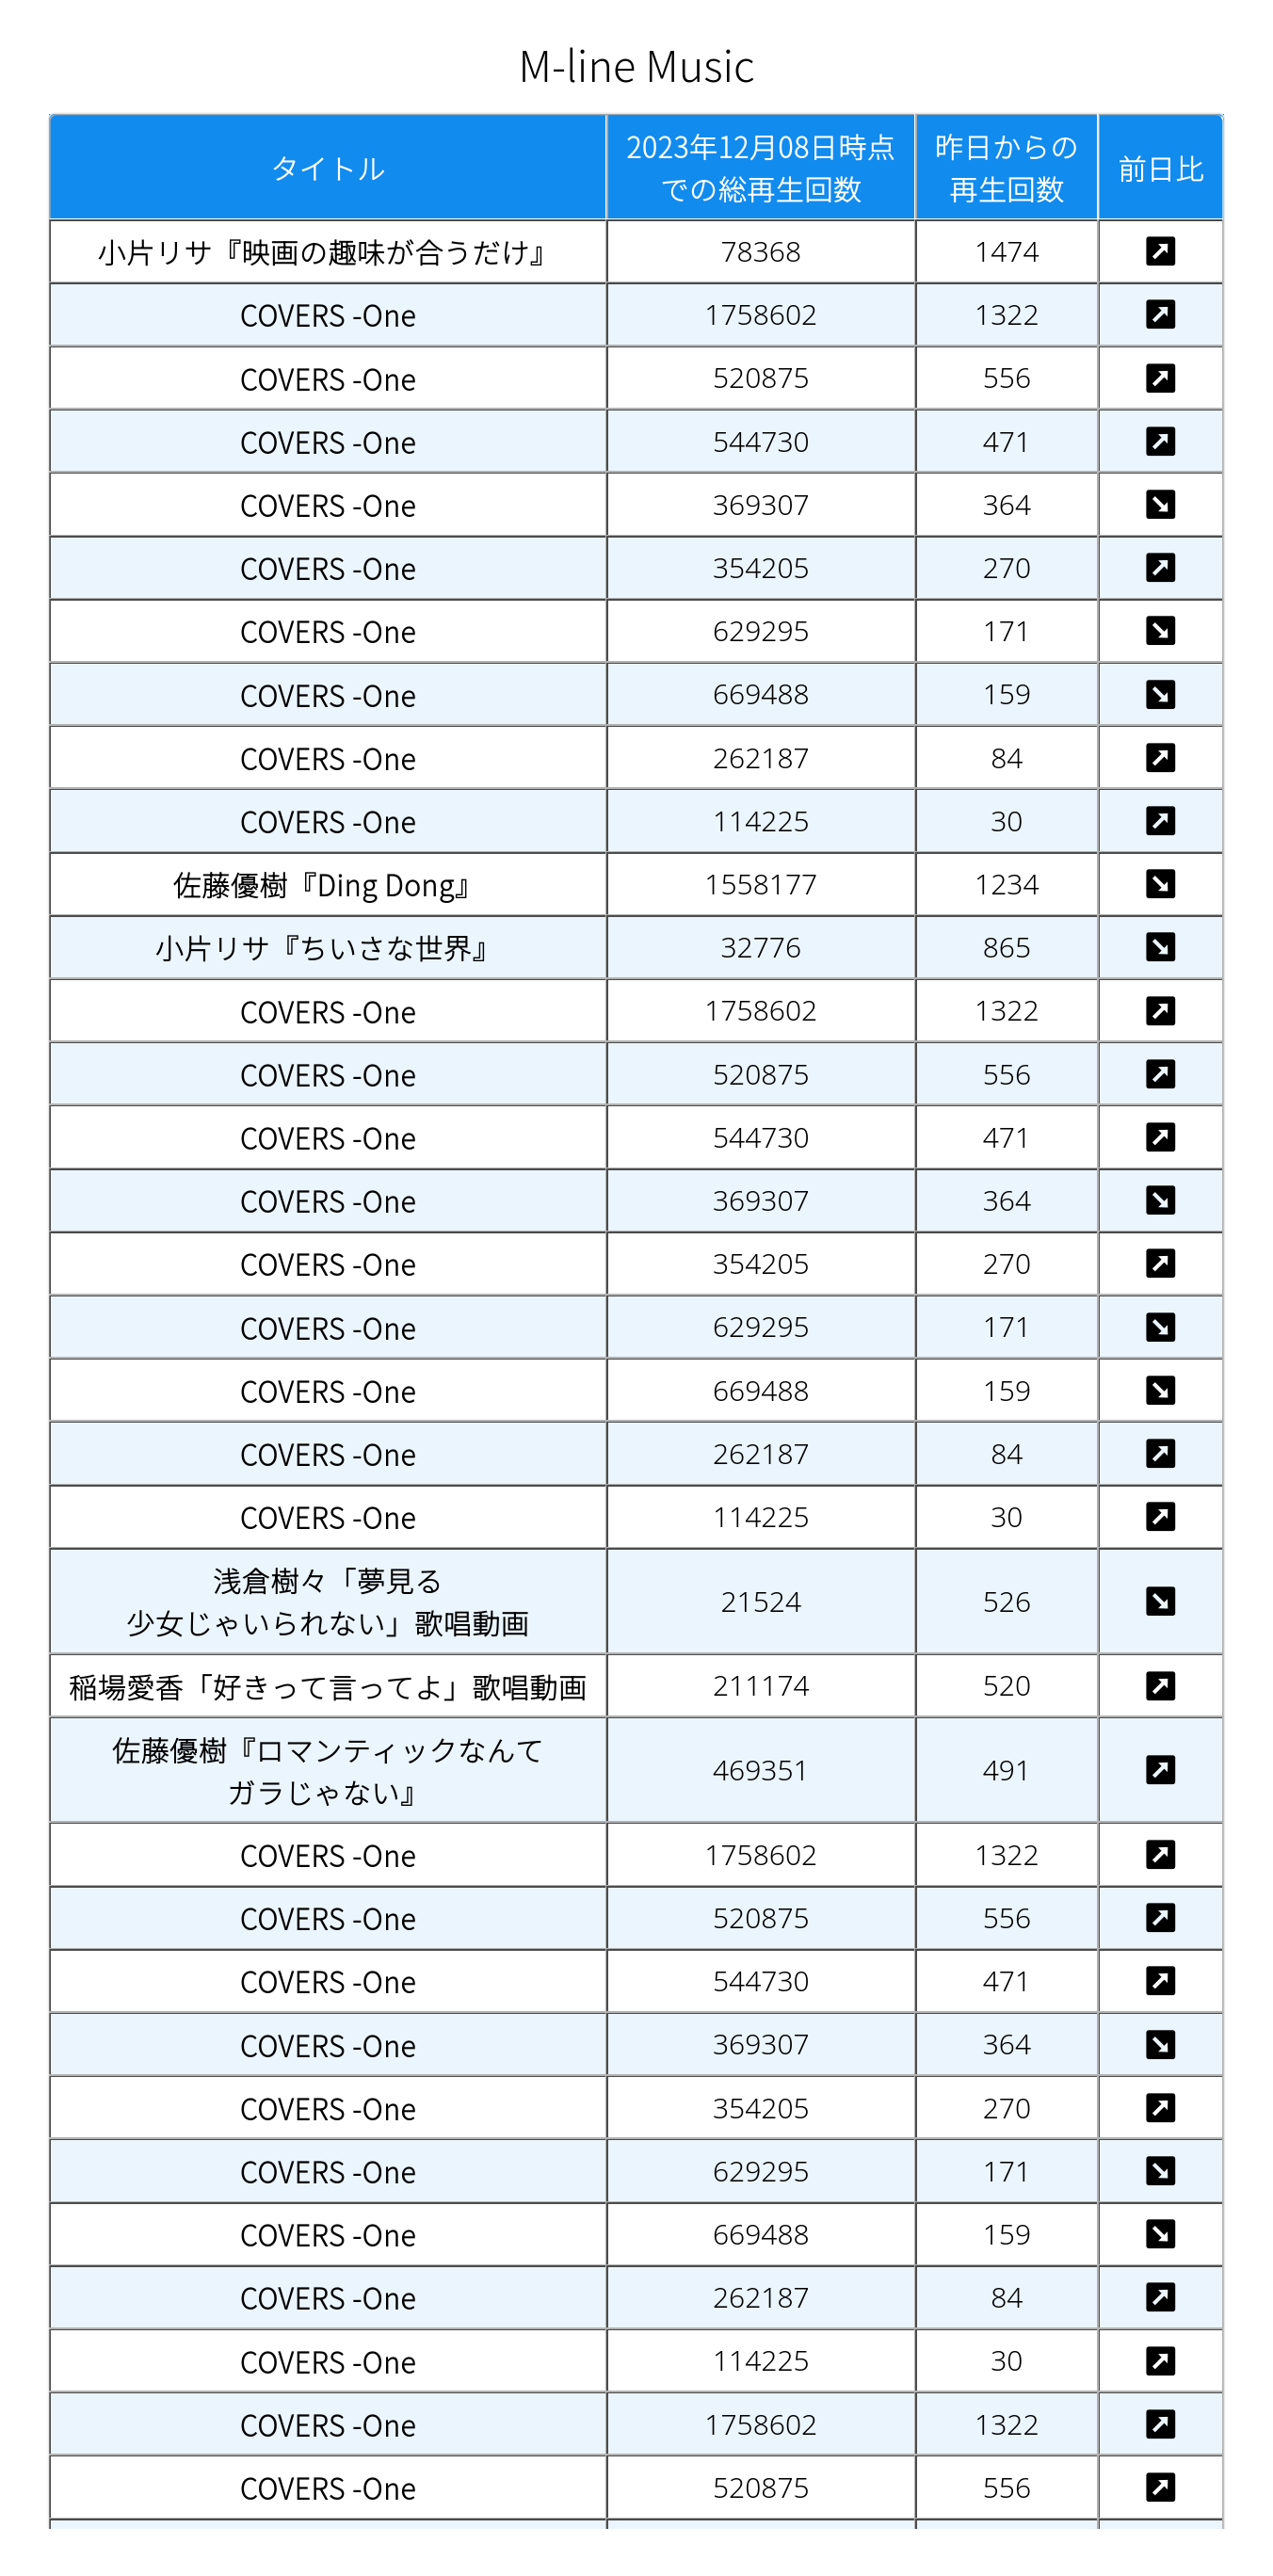 M-line Music
タイトル 2023年12月08日時点 での総再生回数 昨日からの 再生回数 前日比
小片リサ『映画の趣味が合うだけ』 78368 1474
COVERS -One 1758602 1322
COVERS -One 520875 556
COVERS -One 544730 471
COVERS -One 369307 364
COVERS -One 354205 270
COVERS -One 629295 171
COVERS -One 669488 159
COVERS -One 262187 84
COVERS -One 114225 30
佐藤優樹『Ding Dong』 1558177 1234
小片リサ『ちいさな世界』 32776 865
COVERS -One 1758602 1322
COVERS -One 520875 556
COVERS -One 544730 471
COVERS -One 369307 364
COVERS -One 354205 270
COVERS -One 629295 171
COVERS -One 669488 159
COVERS -One 262187 84
COVERS -One 114225 30
浅倉樹々「夢見る
少女じゃいられない」歌唱動画 21524 526
稲場愛香「好きって言ってよ」歌唱動画 211174 520
佐藤優樹『ロマンティックなんて
ガラじゃない』 469351 491
COVERS -One 1758602 1322
COVERS -One 520875 556
COVERS -One 544730 471
COVERS -One 369307 364
COVERS -One 354205 270
COVERS -One 629295 171
COVERS -One 669488 159
COVERS -One 262187 84
COVERS -One 114225 30
COVERS -One 1758602 1322
COVERS -One 520875 556